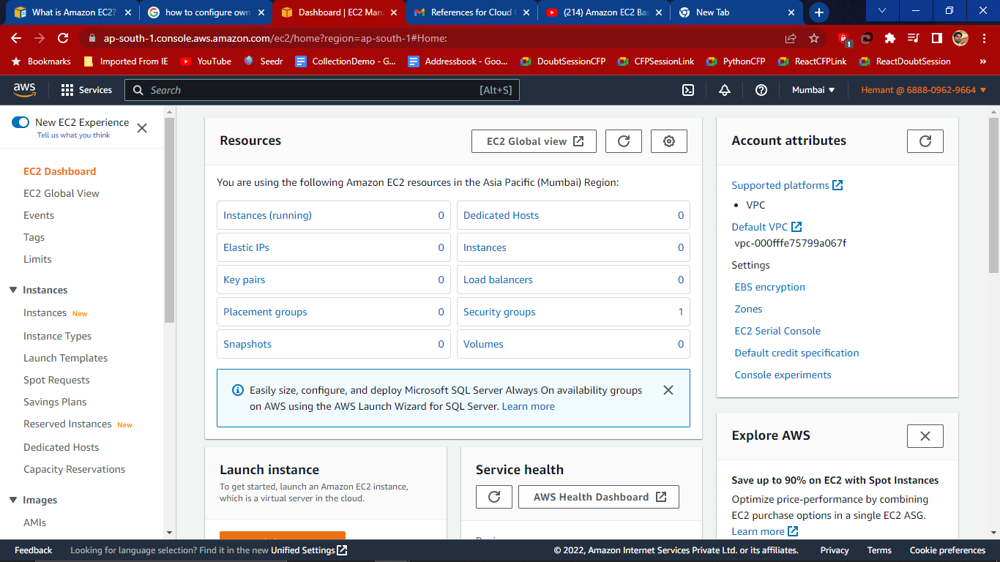 What is Amazon EC2?
how to configure own
Dashboard | EC2 Man
References for Cloud C
(214) Amazon EC2 Bas
New Tab
ap-south-1.console.aws.amazon.com/ec2/home?region=ap-south-1#Home:
1
Bookmarks
Imported From IE
YouTube
Seedr
CollectionDemo - G...
Addressbook - Goo...
DoubtSessionCFP
CFPSessionLink
PythonCFP
ReactCFPLink
ReactDoubtSession
»
aws
Services
Search
[Alt+S]
Mumbai
Hemant @ 6888-0962-9664
New EC2 Experience
Tell us what you think
EC2 Dashboard
EC2 Global View
Events
Tags
Limits
Instances
Instances New
Instance Types
Launch Templates
Spot Requests
Savings Plans
Reserved Instances New
Dedicated Hosts
Capacity Reservations
Images
AMIs
Resources
EC2 Global view
You are using the following Amazon EC2 resources in the Asia Pacific (Mumbai) Region:
Instances (running) 0
Dedicated Hosts 0
Elastic IPs 0
Instances 0
Key pairs 0
Load balancers 0
Placement groups 0
Security groups 1
Snapshots 0
Volumes 0
Easily size, configure, and deploy Microsoft SQL Server Always On availability groups
on AWS using the AWS Launch Wizard for SQL Server. Learn more
Launch instance
To get started, launch an Amazon EC2 instance,
which is a virtual server in the cloud.
Service health
AWS Health Dashboard
Account attributes
Supported platforms
• VPC
Default VPC
vpc-000fffe75799a067f
Settings
EBS encryption
Zones
EC2 Serial Console
Default credit specification
Console experiments
Explore AWS
Save up to 90% on EC2 with Spot Instances
Optimize price-performance by combining
EC2 purchase options in a single EC2 ASG.
Learn more
Feedback
Looking for language selection? Find it in the new Unified Settings
© 2022, Amazon Internet Services Private Ltd. or its affiliates.
Privacy
Terms
Cookie preferences